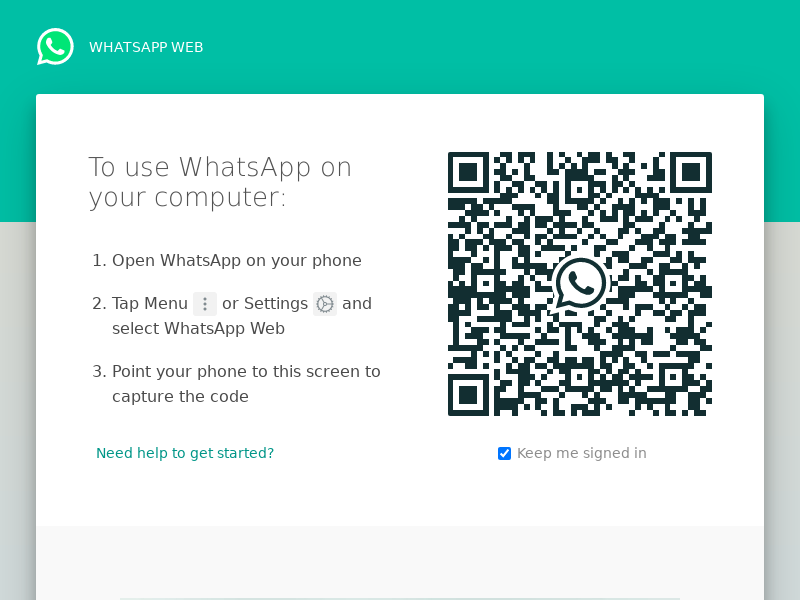 WHATSAPP WEB
To use WhatsApp on
your computer:
1. Open WhatsApp on your phone
2. Tap Menu or Settings and
select WhatsApp Web
3. Point your phone to this screen to
capture the code
Need help to get started?
Keep me signed in